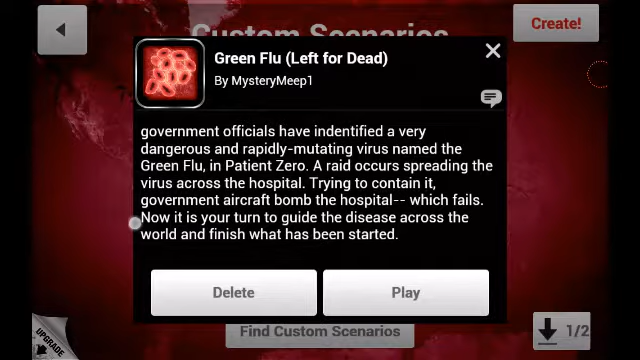 Custom Scenarios
Create!
Green Flu (Left for Dead)
By MysteryMeep1
government officials have indentified a very
dangerous and rapidly-mutating virus named the
Green Flu, in Patient Zero. A raid occurs spreading the
virus across the hospital. Trying to contain it,
government aircraft bomb the hospital-- which fails.
Now it is your turn to guide the disease across the
world and finish what has been started.
Delete
Play
UPGRADE
Find Custom Scenarios
1/2